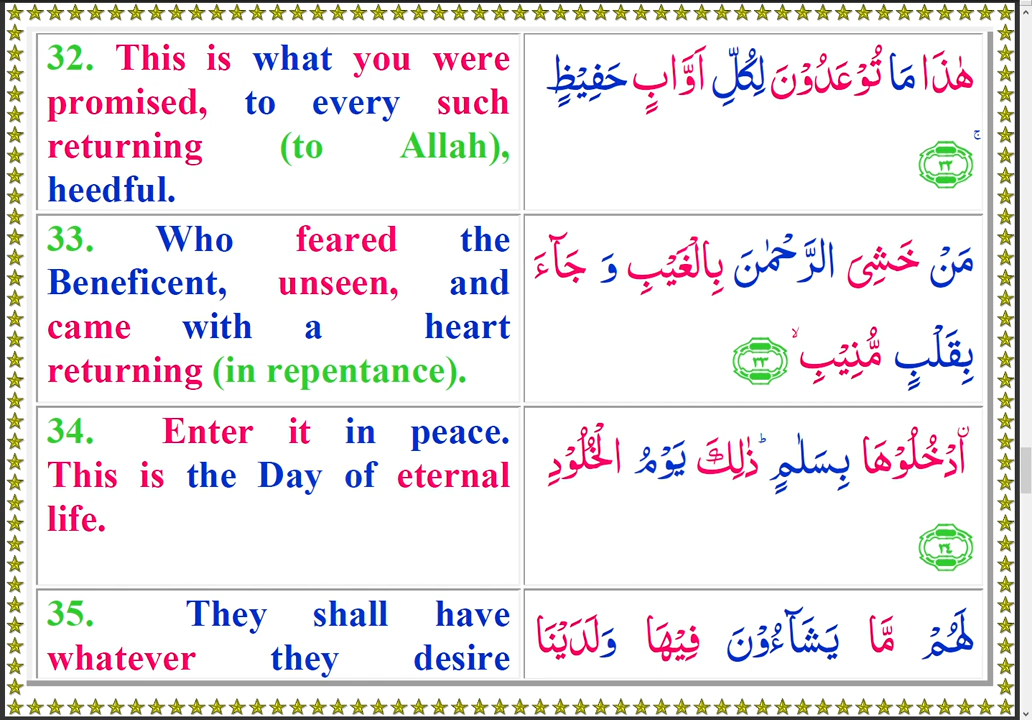 32. This is what you were
promised, to every such
returning (to Allah),
heedful.
هٰذَا مَا تُوْعَدُوْنَ لِكُلِّ اَوَّابٍ حَفِيْظٍ
ۚ ﴿٣٢﴾
33. Who feared the
Beneficent, unseen, and
came with a heart
returning (in repentance).
مَنْ خَشِىَ الرَّحْمٰنَ بِالْغَيْبِ وَ جَآءَ
بِقَلْبٍ مُّنِيْبِ ۙ ﴿٣٣﴾
34. Enter it in peace.
This is the Day of eternal
life.
اۨدْخُلُوْهَا بِسَلٰمٍ ؕ ذٰلِكَ يَوْمُ الْخُلُوْدِ
﴿٣٤﴾
35. They shall have
whatever they desire
لَهُمْ مَّا يَشَآءُوْنَ فِيْهَا وَلَدَيْنَا